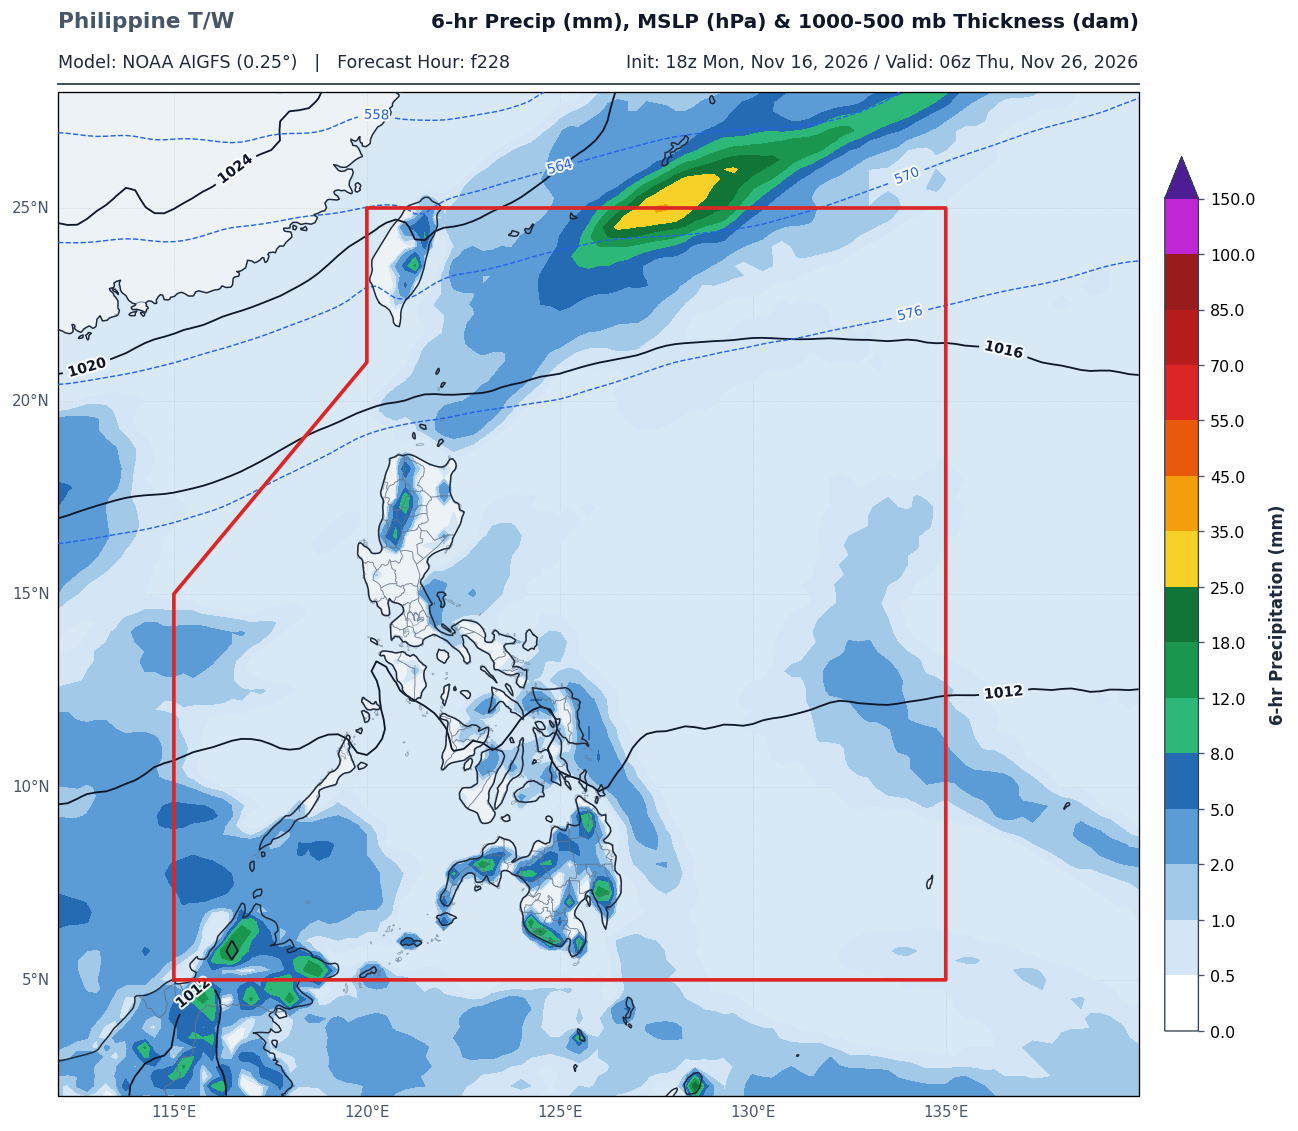 Philippine T/W
6-hr Precip (mm), MSLP (hPa) & 1000-500 mb Thickness (dam)
Model: NOAA AIGFS (0.25°) | Forecast Hour: f228
Init: 18z Mon, Nov 16, 2026 / Valid: 06z Thu, Nov 26, 2026
558
1024
564
570
576
1020
1016
1012
1012
25°N
20°N
15°N
10°N
5°N
115°E
120°E
125°E
130°E
135°E
150.0
100.0
85.0
70.0
55.0
45.0
35.0
25.0
18.0
12.0
8.0
5.0
2.0
1.0
0.5
0.0
6-hr Precipitation (mm)